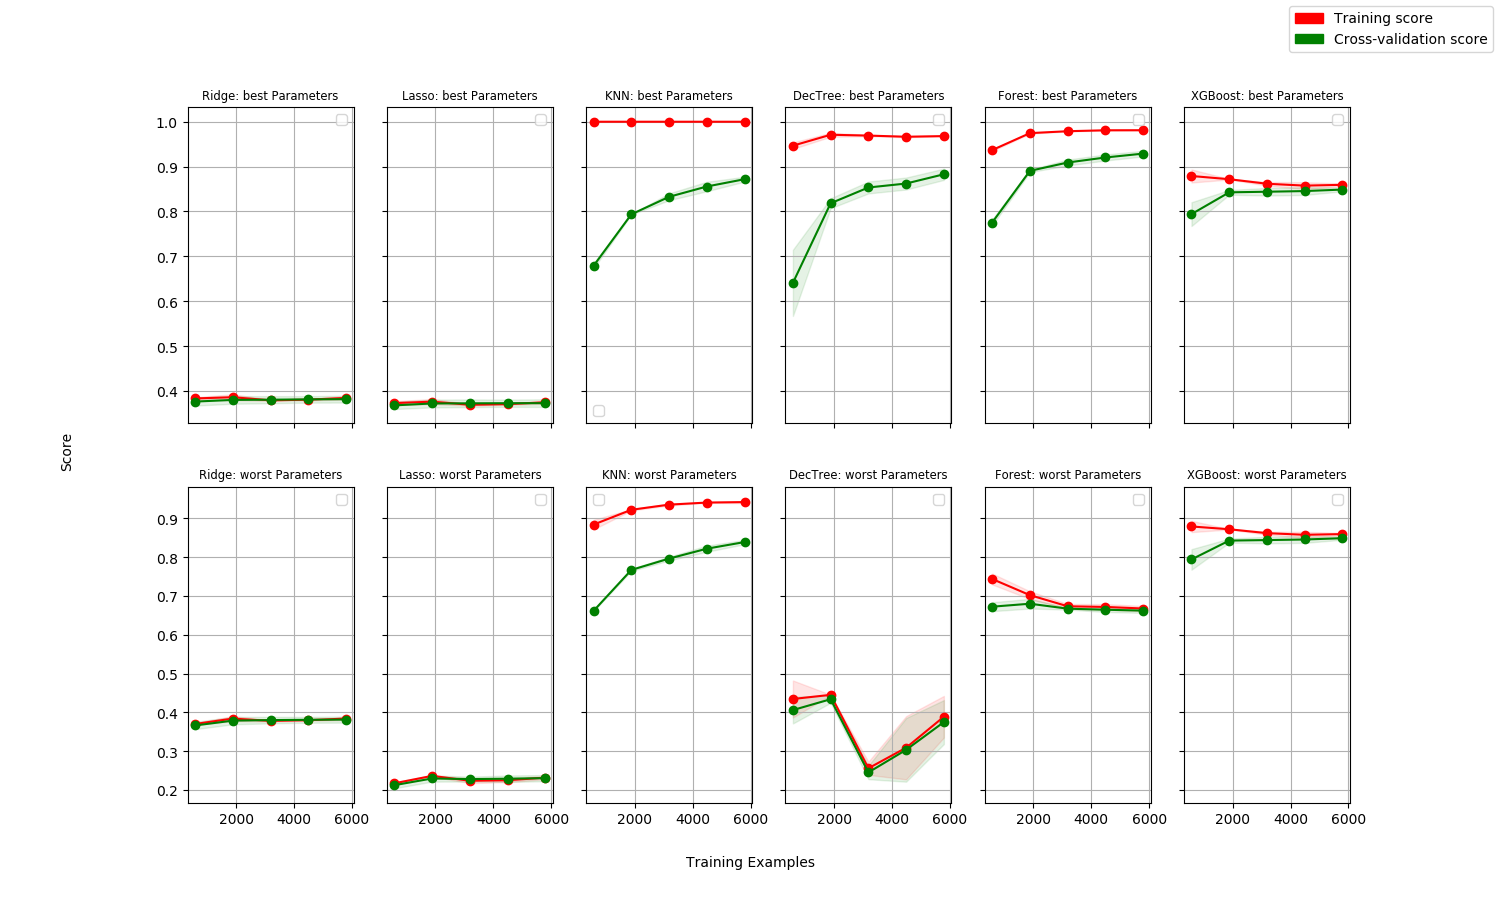 Training score
Cross-validation score
Ridge: best Parameters
Lasso: best Parameters
KNN: best Parameters
DecTree: best Parameters
Forest: best Parameters
XGBoost: best Parameters
1.0
0.9
0.8
0.7
0.6
0.5
0.4
Score
Ridge: worst Parameters
Lasso: worst Parameters
KNN: worst Parameters
DecTree: worst Parameters
Forest: worst Parameters
XGBoost: worst Parameters
0.9
0.8
0.7
0.6
0.5
0.4
0.3
0.2
2000 4000 6000
2000 4000 6000
2000 4000 6000
2000 4000 6000
2000 4000 6000
2000 4000 6000
Training Examples